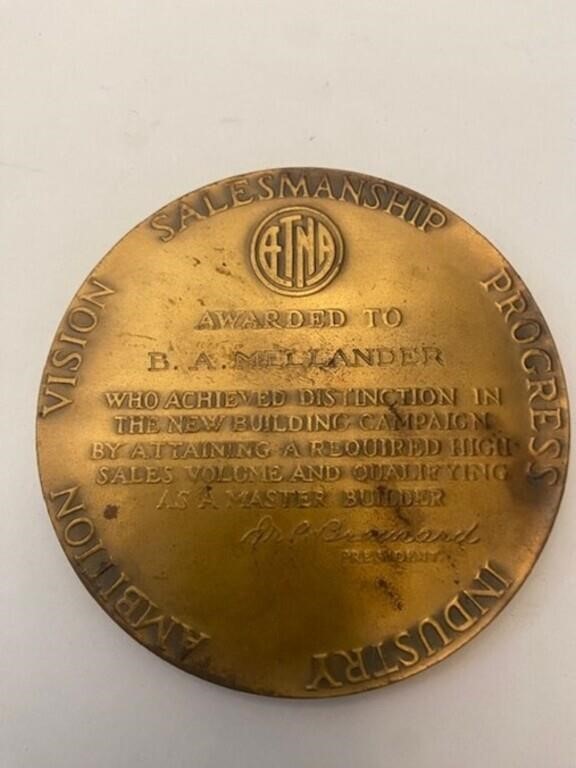 SALESMANSHIP
PROGRESS
INDUSTRY
AMBITION
VISION
ÆTNA
AWARDED TO
B. A. MELLANDER
WHO ACHIEVED DISTINCTION IN
THE NEW BUILDING CAMPAIGN
BY ATTAINING A REQUIRED HIGH
SALES VOLUME AND QUALIFYING
AS A MASTER BUILDER
PRESIDENT